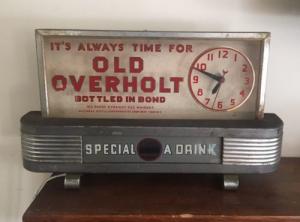 IT'S ALWAYS TIME FOR
OLD
OVERHOLT
BOTTLED IN BOND
SPECIAL A DRINK